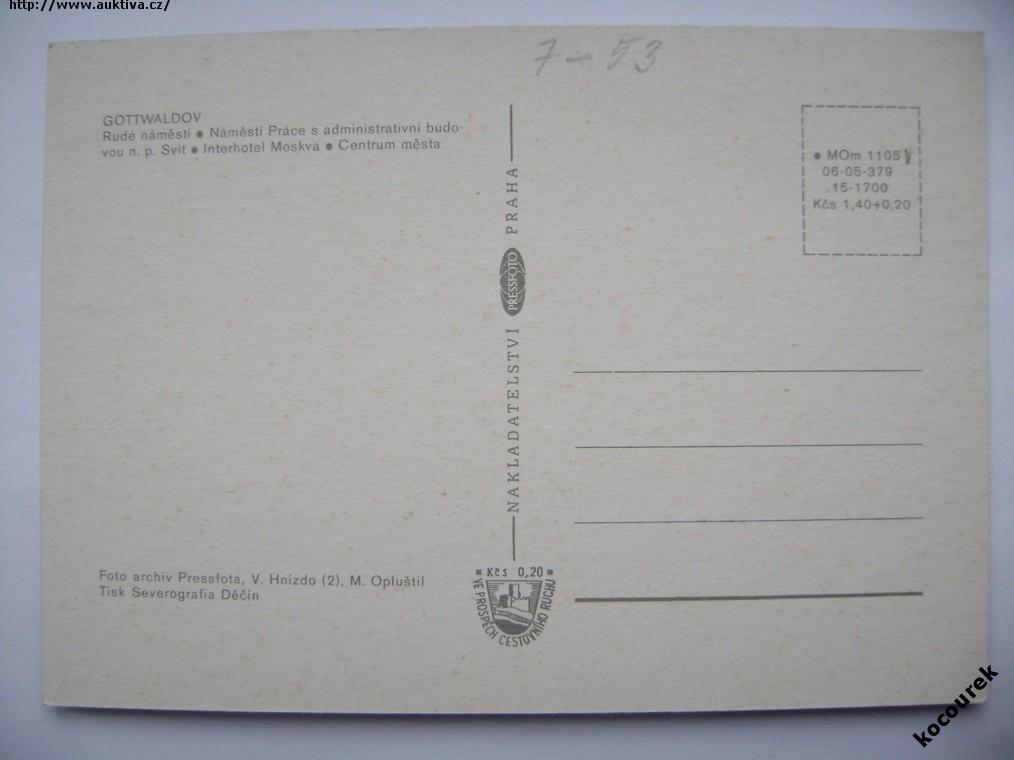 http://www.auktiva.cz/
7- 53
GOTTWALDOV
Rudé náměstí ● Náměstí Práce s administrativní budo-
vou n. p. Svit ● Interhotel Moskva ● Centrum města
NAKLADATELSTVÍ PRESSFOTO PRAHA
● MOm 1105
06-05-379
15-1700
Kčs 1,40+0,20
Foto archiv Pressfota, V. Hnízdo (2), M. Opluštil
Tisk Severografia Děčín
Kčs 0,20
VE PROSPĚCH CESTOVNÍHO RUCHU
kocourek